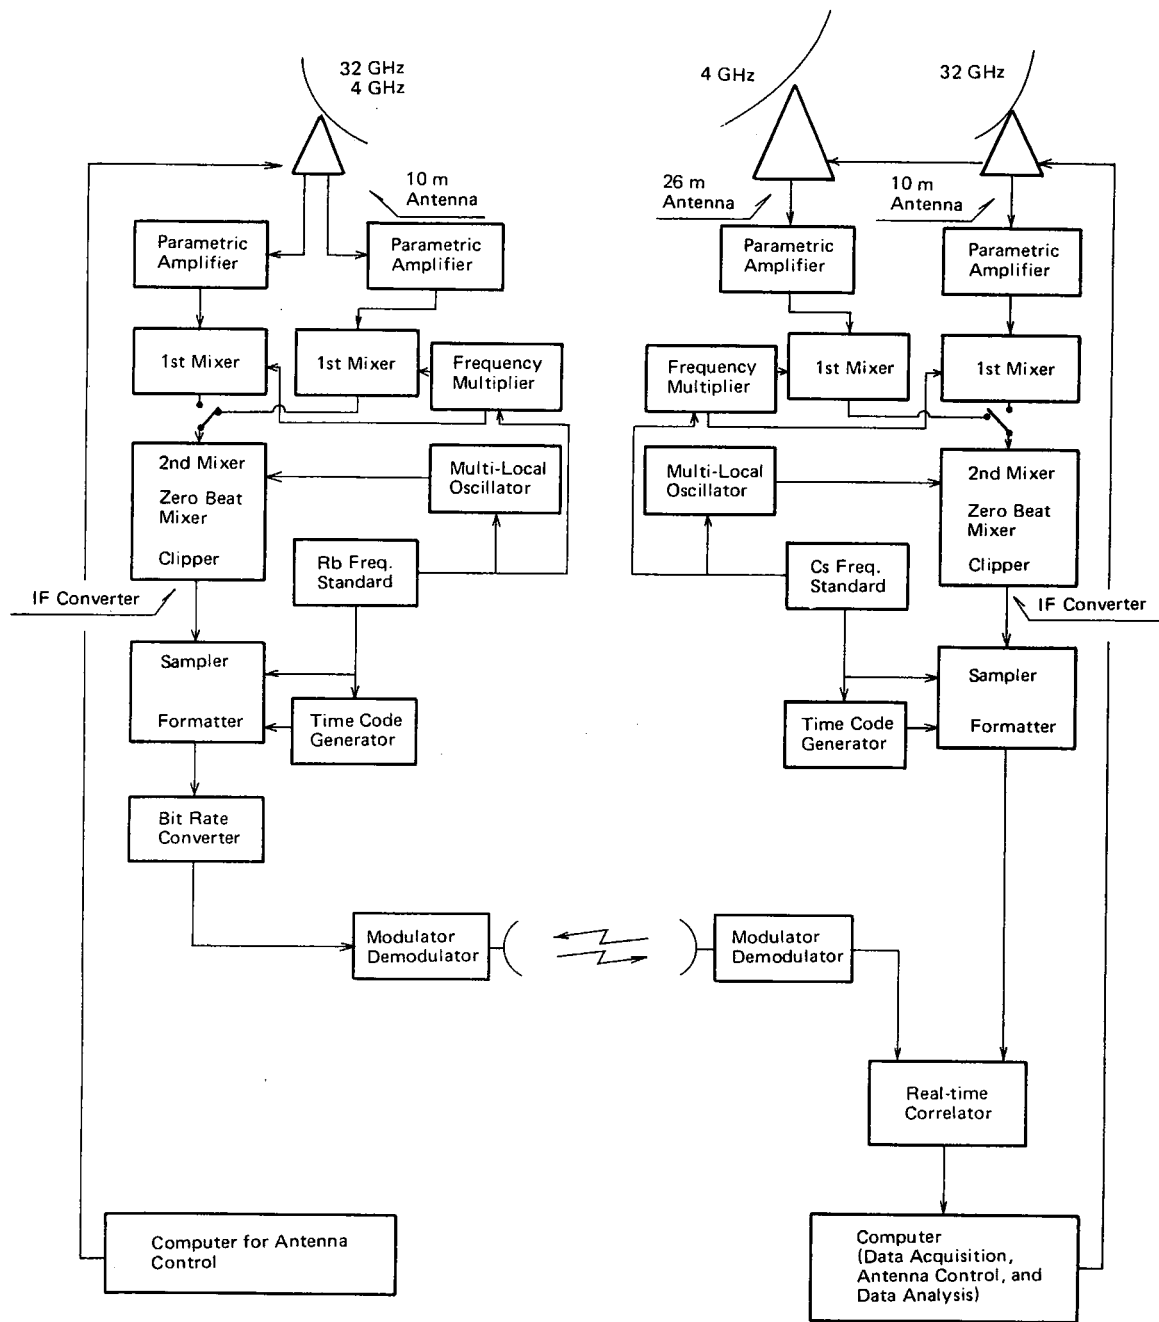 32 GHz
4 GHz
10 m
Antenna
Parametric
Amplifier
Parametric
Amplifier
1st Mixer
1st Mixer
Frequency
Multiplier
2nd Mixer
Zero Beat
Mixer
Clipper
Multi-Local
Oscillator
Rb Freq.
Standard
IF Converter
Sampler
Formatter
Time Code
Generator
Bit Rate
Converter
Modulator
Demodulator
Computer for Antenna
Control
4 GHz
32 GHz
26 m
Antenna
10 m
Antenna
Parametric
Amplifier
Parametric
Amplifier
Frequency
Multiplier
1st Mixer
1st Mixer
Multi-Local
Oscillator
2nd Mixer
Zero Beat
Mixer
Clipper
Cs Freq.
Standard
IF Converter
Sampler
Formatter
Time Code
Generator
Modulator
Demodulator
Real-time
Correlator
Computer
(Data Acquisition,
Antenna Control, and
Data Analysis)